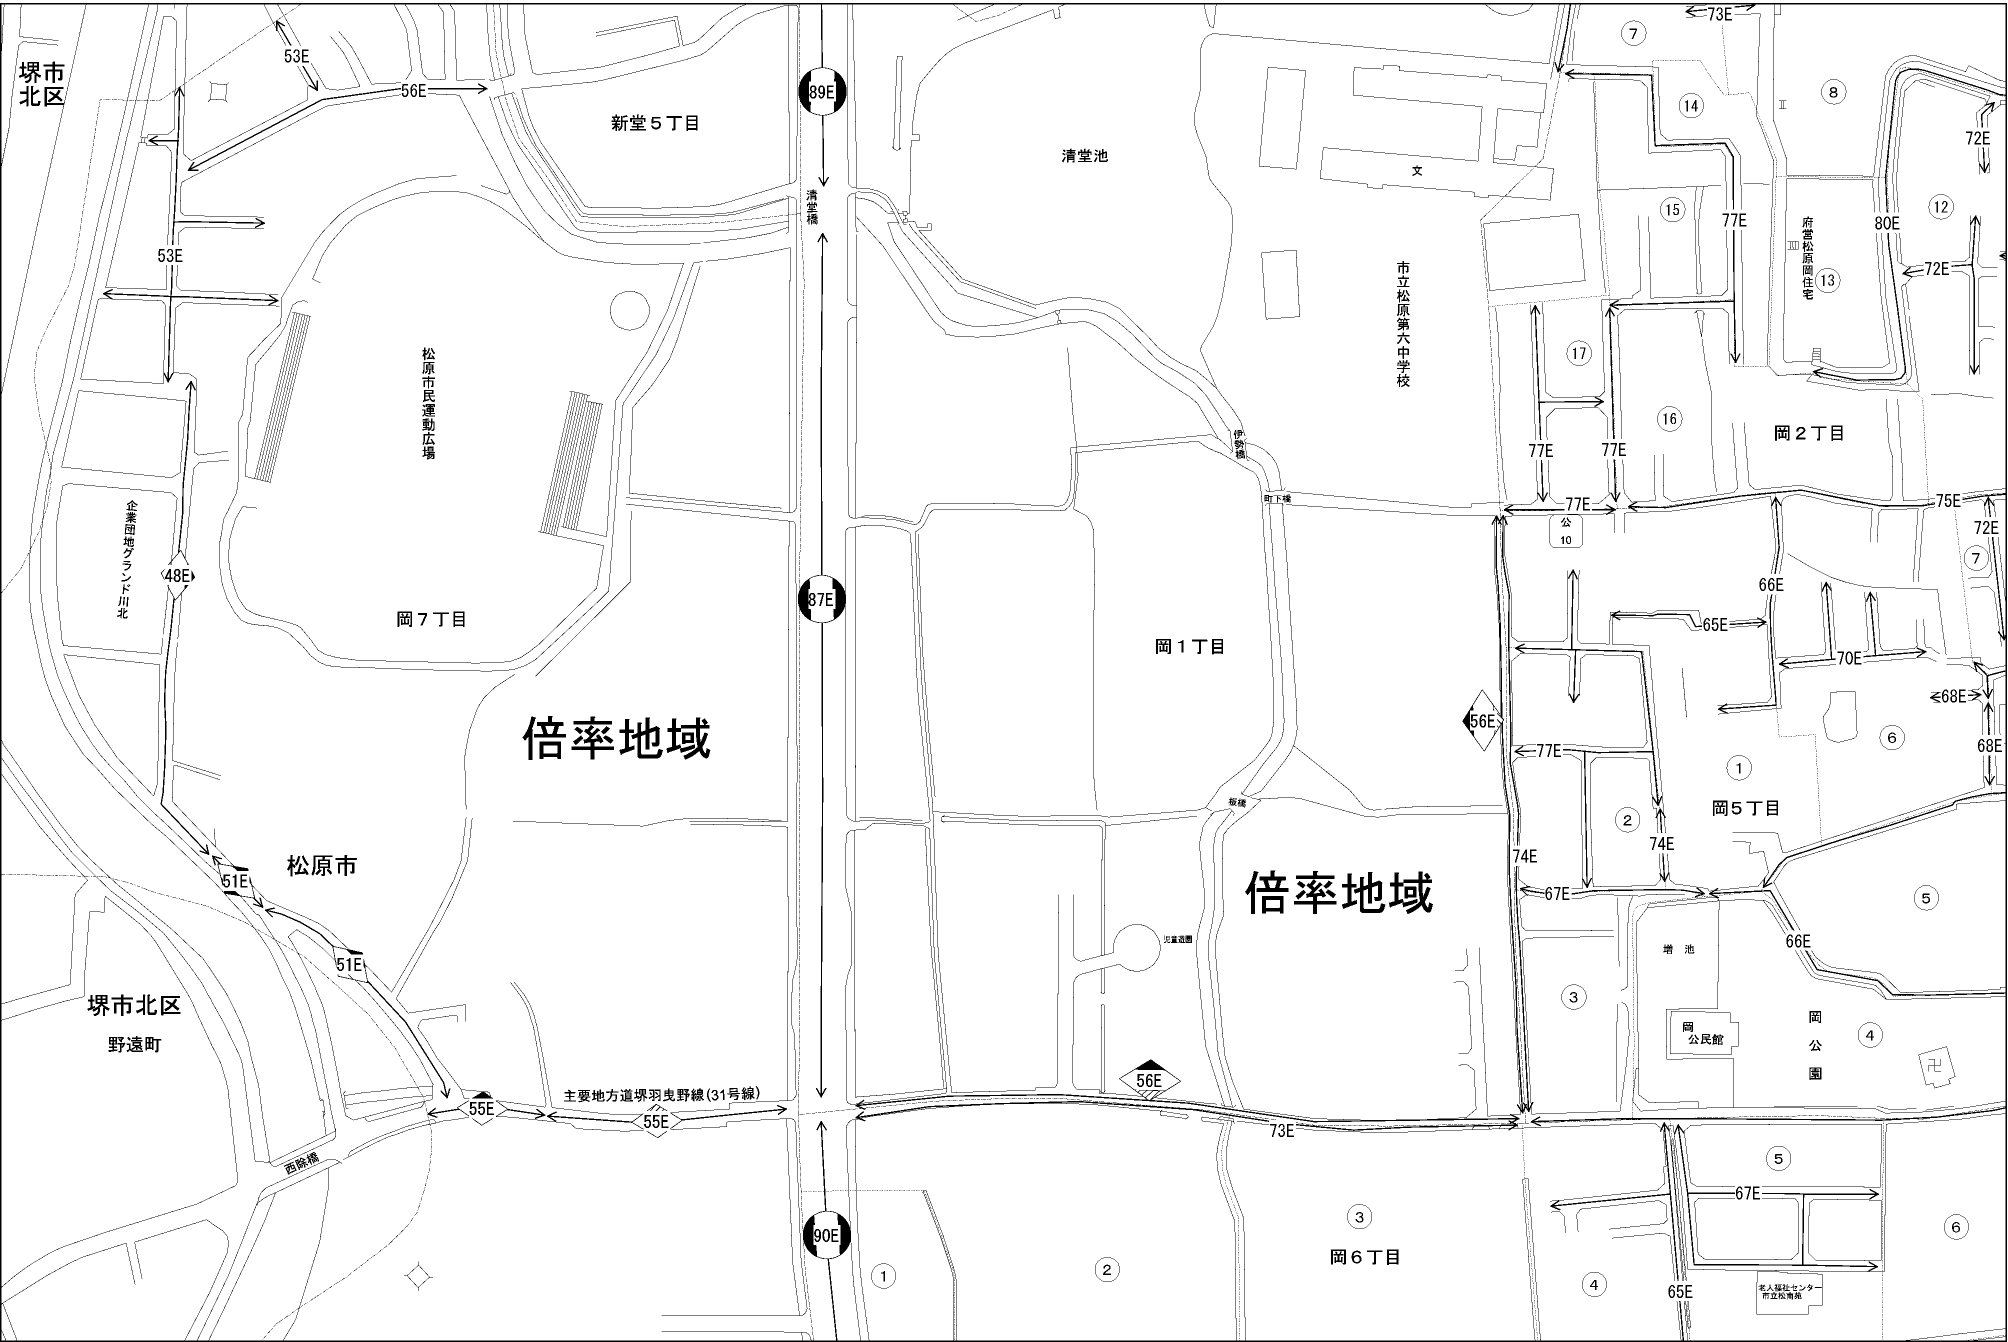 73E
⑦
堺市
北区
53E
56E
89E
⑧
⑭
新堂５丁目
72E
清堂池
文
清堂橋
⑮
77E
府営松原岡住宅
80E
⑫
53E
72E
⑬
市立松原第六中学校
松原市民運動広場
⑰
⑯
岡２丁目
伊勢橋
77E
77E
町下橋
77E
75E
企業団地グランド川北
公
10
72E
⑦
48E
87E
66E
岡７丁目
65E
岡１丁目
70E
68E
56E
倍率地域
77E
⑥
68E
①
板橋
岡５丁目
②
74E
74E
松原市
51E
倍率地域
67E
⑤
児童遊園
66E
増池
51E
③
堺市北区
岡公園
④
岡
公民館
野遠町
卍
56E
主要地方道堺羽曳野線(31号線)
55E
55E
73E
西除橋
⑤
67E
③
⑥
90E
岡６丁目
①
②
④
65E
老人福祉センター
市立松南苑